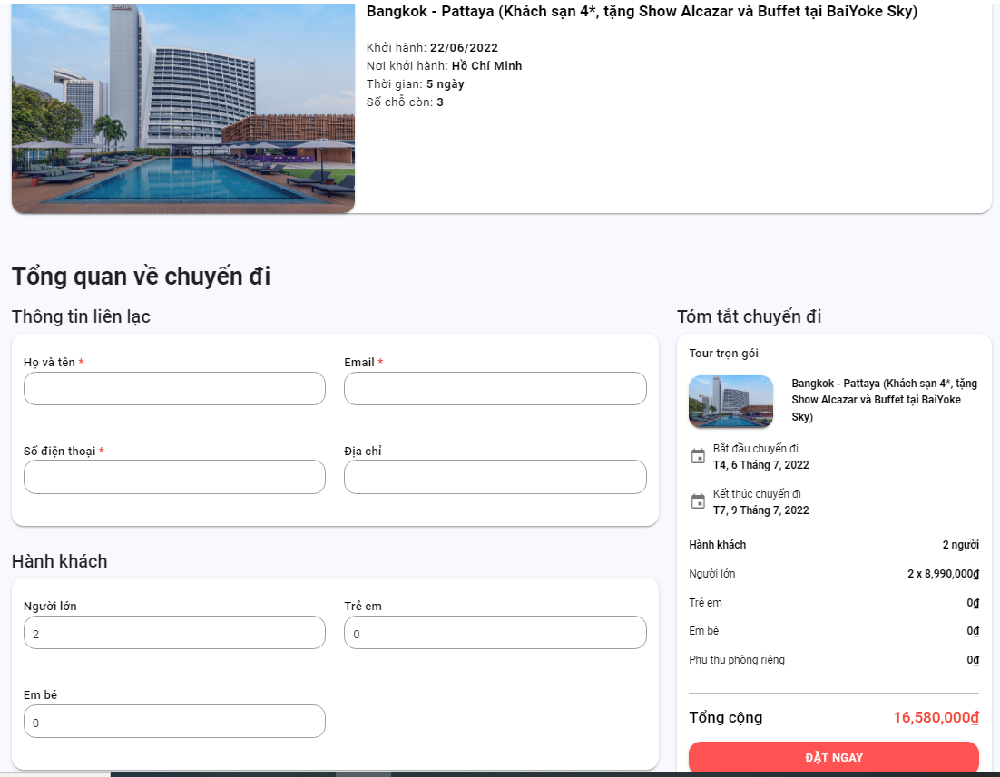 Bangkok - Pattaya (Khách sạn 4*, tặng Show Alcazar và Buffet tại BaiYoke Sky)
Khởi hành: 22/06/2022
Nơi khởi hành: Hồ Chí Minh
Thời gian: 5 ngày
Số chỗ còn: 3
Tổng quan về chuyến đi
Thông tin liên lạc
Họ và tên *
Email *
Số điện thoại *
Địa chỉ
Hành khách
Người lớn
Trẻ em
2
0
Em bé
0
Tóm tắt chuyến đi
Tour trọn gói
Bangkok - Pattaya (Khách sạn 4*, tặng
Show Alcazar và Buffet tại BaiYoke
Sky)
Bắt đầu chuyến đi
T4, 6 Tháng 7, 2022
Kết thúc chuyến đi
T7, 9 Tháng 7, 2022
Hành khách 2 người
Người lớn 2 x 8,990,000₫
Trẻ em 0₫
Em bé 0₫
Phụ thu phòng riêng 0₫
Tổng cộng 16,580,000₫
ĐẶT NGAY